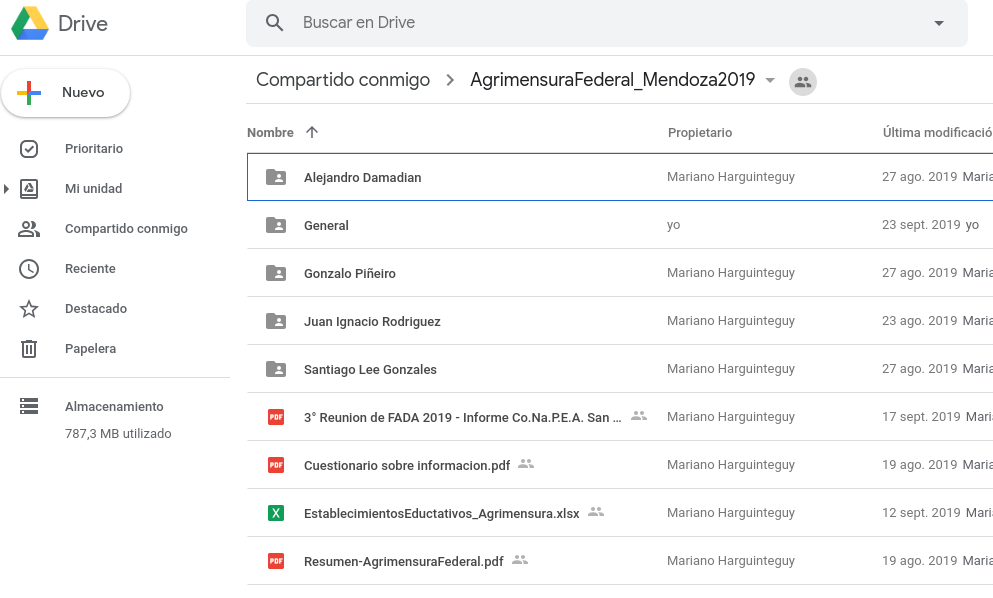 Drive
Buscar en Drive
Nuevo
Prioritario
Mi unidad
Compartido conmigo
Reciente
Destacado
Papelera
Almacenamiento
787,3 MB utilizado
Compartido conmigo > AgrimensuraFederal_Mendoza2019
Nombre Propietario Última modificació
Alejandro Damadian Mariano Harguinteguy 27 ago. 2019 Maria
General yo 23 sept. 2019 yo
Gonzalo Piñeiro Mariano Harguinteguy 27 ago. 2019 Maria
Juan Ignacio Rodriguez Mariano Harguinteguy 23 ago. 2019 Maria
Santiago Lee Gonzales Mariano Harguinteguy 27 ago. 2019 Maria
PDF 3° Reunion de FADA 2019 - Informe Co.Na.P.E.A. San ... Mariano Harguinteguy 17 sept. 2019 Mari
PDF Cuestionario sobre informacion.pdf Mariano Harguinteguy 19 ago. 2019 Maria
X EstablecimientosEductativos_Agrimensura.xlsx Mariano Harguinteguy 12 sept. 2019 Mari
PDF Resumen-AgrimensuraFederal.pdf Mariano Harguinteguy 19 ago. 2019 Maria